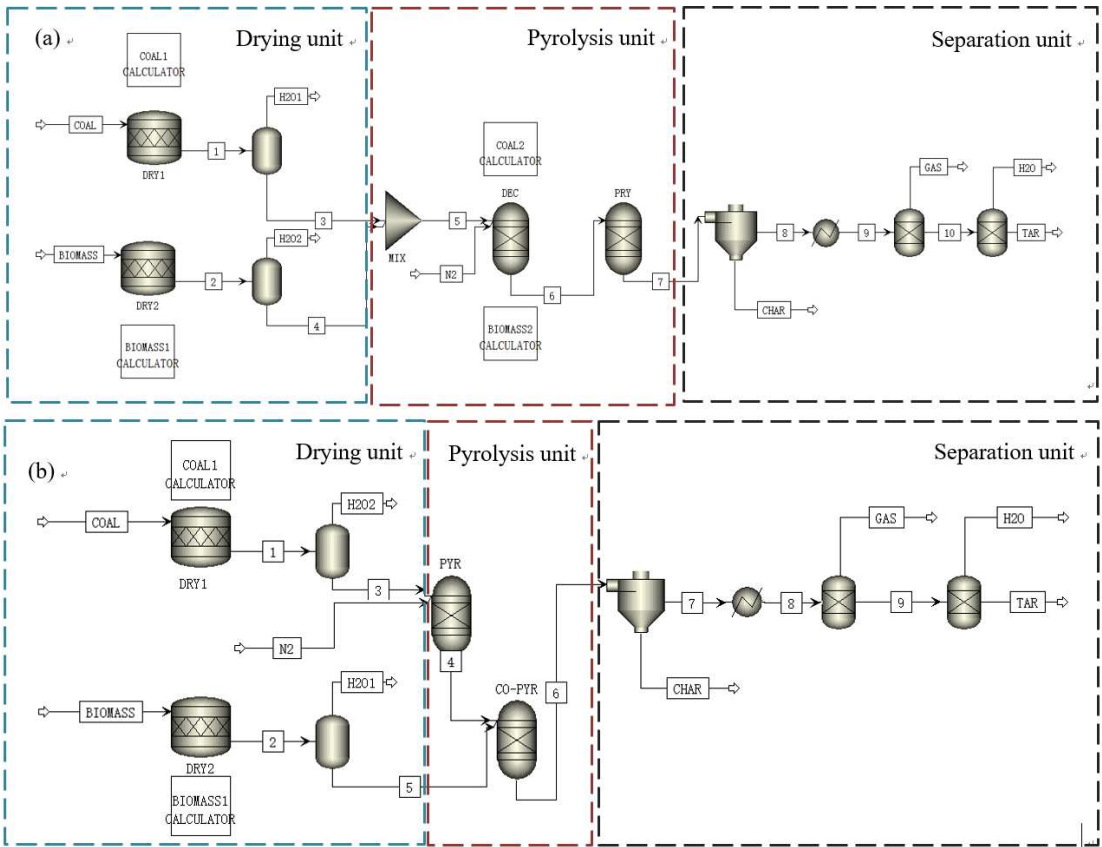 (a)
Drying unit
Pyrolysis unit
Separation unit
COAL1
CALCULATOR
H2O1
COAL
1
DRY1
COAL2
CALCULATOR
GAS
H2O
DEC
PRY
3
5
8
9
10
TAR
BIOMASS
H2O2
MIX
N2
2
6
7
DRY2
4
CHAR
BIOMASS1
CALCULATOR
BIOMASS2
CALCULATOR
(b)
Drying unit
Pyrolysis unit
Separation unit
COAL1
CALCULATOR
H2O2
COAL
GAS
H2O
1
DRY1
PYR
3
7
8
9
TAR
N2
4
H2O1
CO-PYR
6
CHAR
BIOMASS
2
DRY2
5
BIOMASS1
CALCULATOR